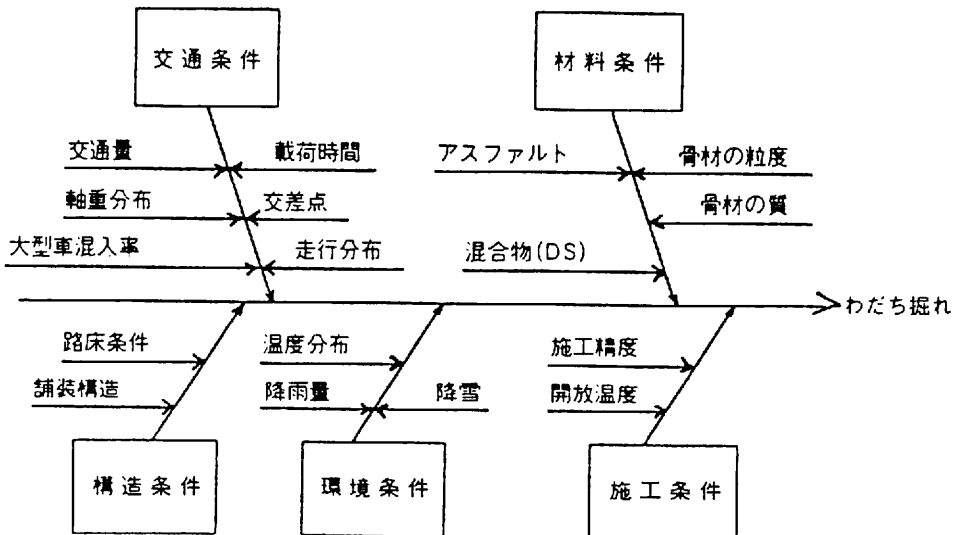 交通条件
材料条件
交通量
載荷時間
軸重分布
交差点
大型車混入率
走行分布
アスファルト
骨材の粒度
骨材の質
混合物(DS)
わだち掘れ
路床条件
舗装構造
温度分布
降雨量
降雪
施工精度
開放温度
構造条件
環境条件
施工条件